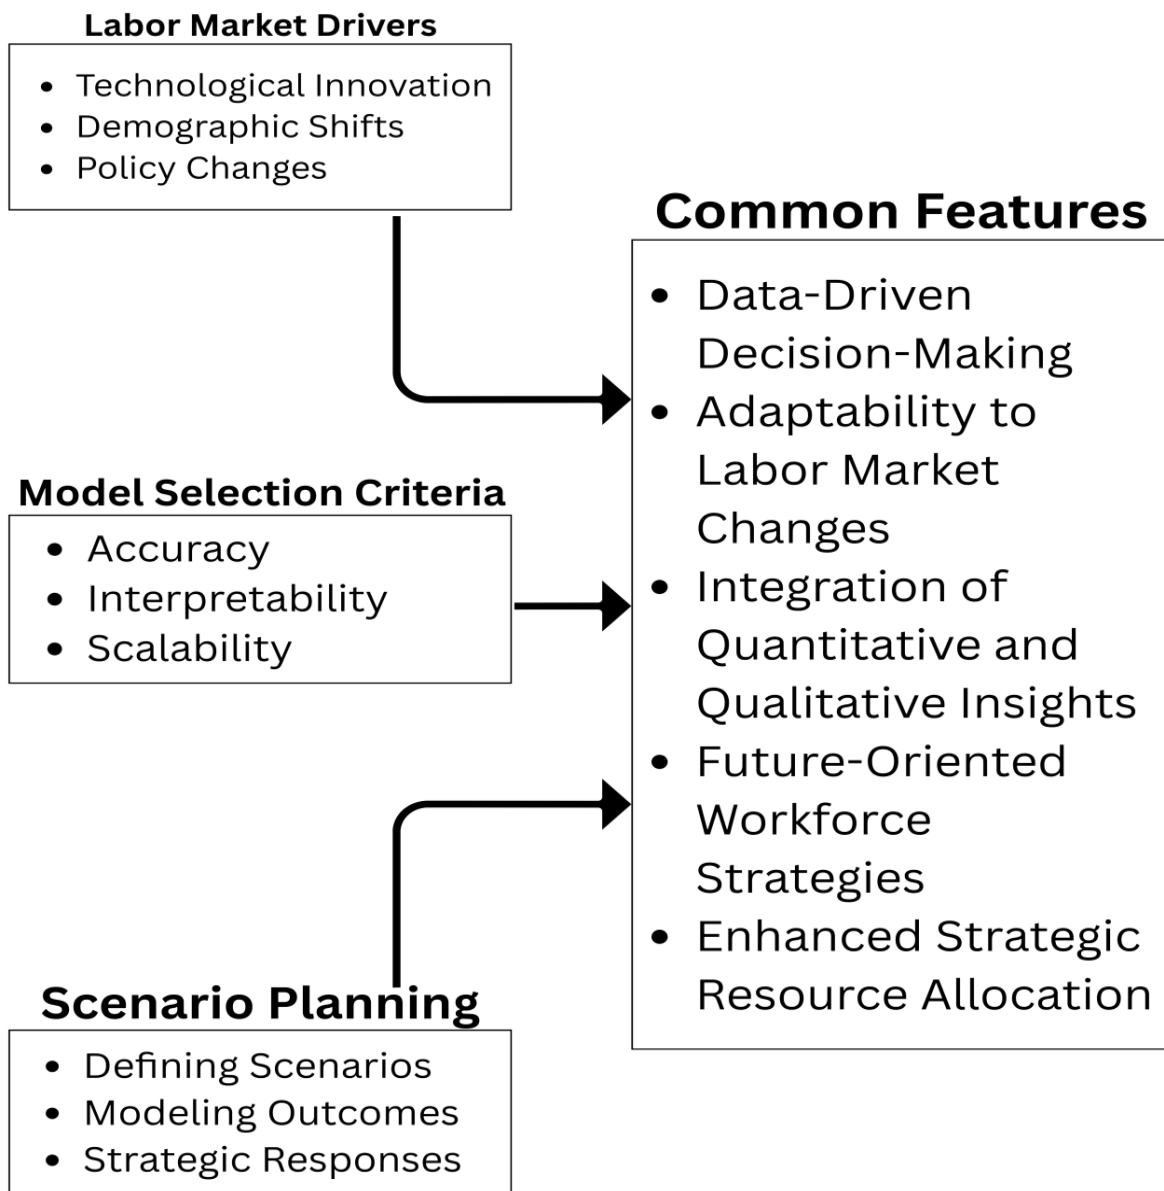 Labor Market Drivers
• Technological Innovation
• Demographic Shifts
• Policy Changes
Model Selection Criteria
• Accuracy
• Interpretability
• Scalability
Scenario Planning
• Defining Scenarios
• Modeling Outcomes
• Strategic Responses
Common Features
• Data-Driven
Decision-Making
• Adaptability to
Labor Market
Changes
• Integration of
Quantitative and
Qualitative Insights
• Future-Oriented
Workforce
Strategies
• Enhanced Strategic
Resource Allocation